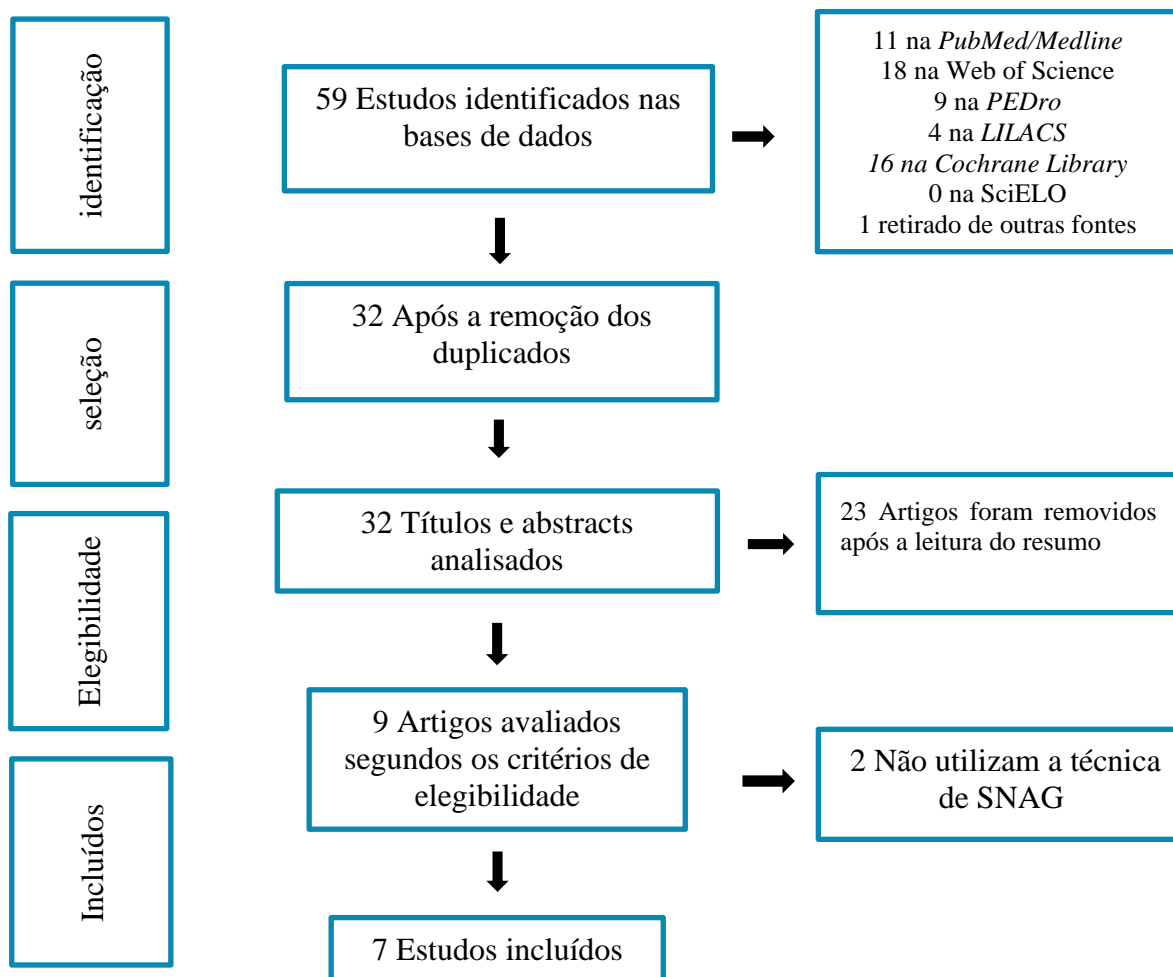 identificação
59 Estudos identificados nas
bases de dados
11 na PubMed/Medline
18 na Web of Science
9 na PEDro
4 na LILACS
16 na Cochrane Library
0 na SciELO
1 retirado de outras fontes
seleção
32 Após a remoção dos
duplicados
Elegibilidade
32 Títulos e abstracts
analisados
23 Artigos foram removidos
após a leitura do resumo
9 Artigos avaliados
segundos os critérios de
elegibilidade
2 Não utilizam a técnica
de SNAG
Incluídos
7 Estudos incluídos